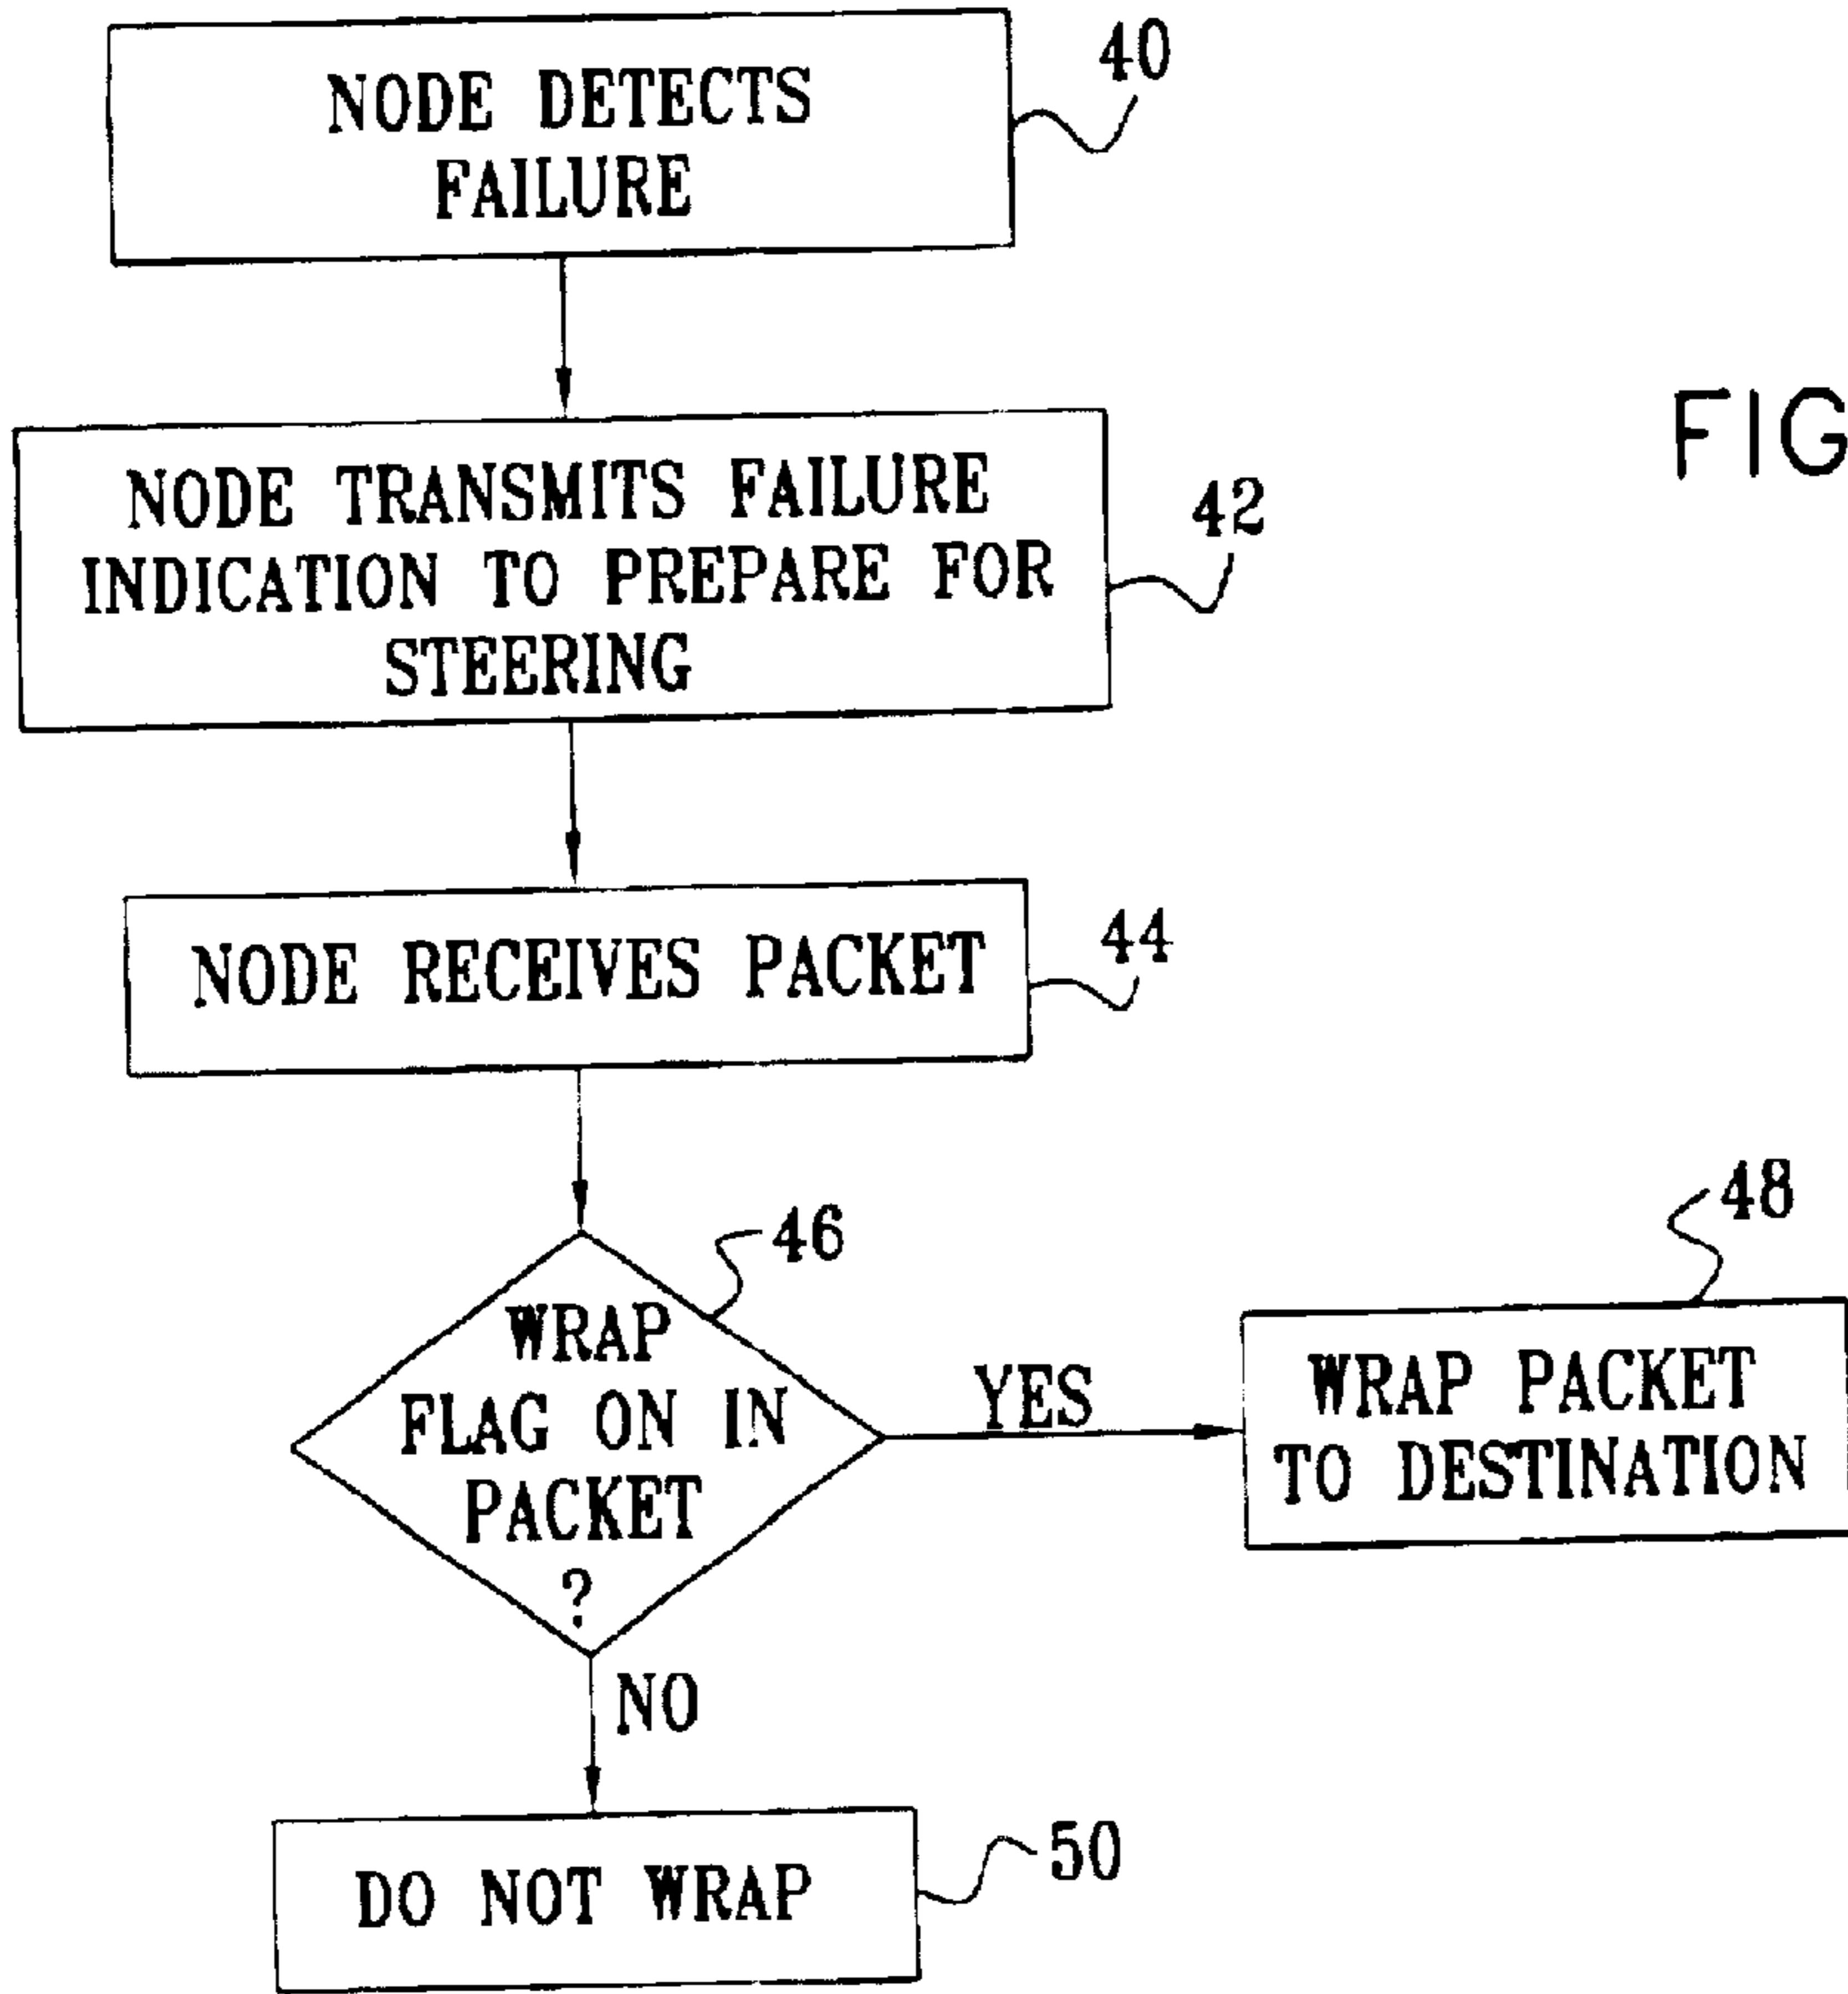 NODE DETECTS
FAILURE
40
NODE TRANSMITS FAILURE
INDICATION TO PREPARE FOR
STEERING
42
FIG
NODE RECEIVES PACKET
44
WRAP
FLAG ON IN
PACKET
?
46
YES
WRAP PACKET
TO DESTINATION
48
NO
DO NOT WRAP
50